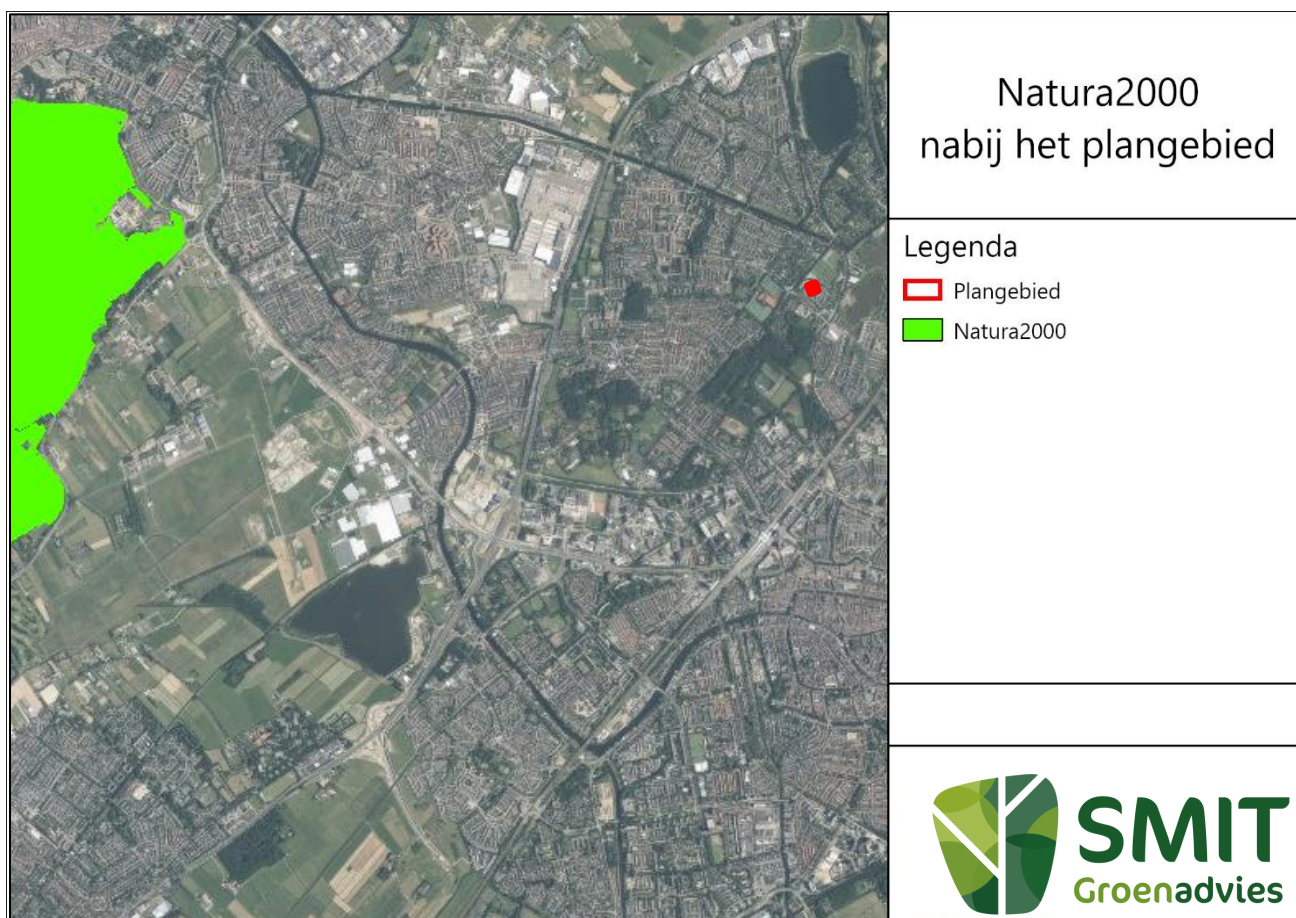 Natura2000
nabij het plangebied
Legenda
Plangebied
Natura2000
SMIT
Groenadvies